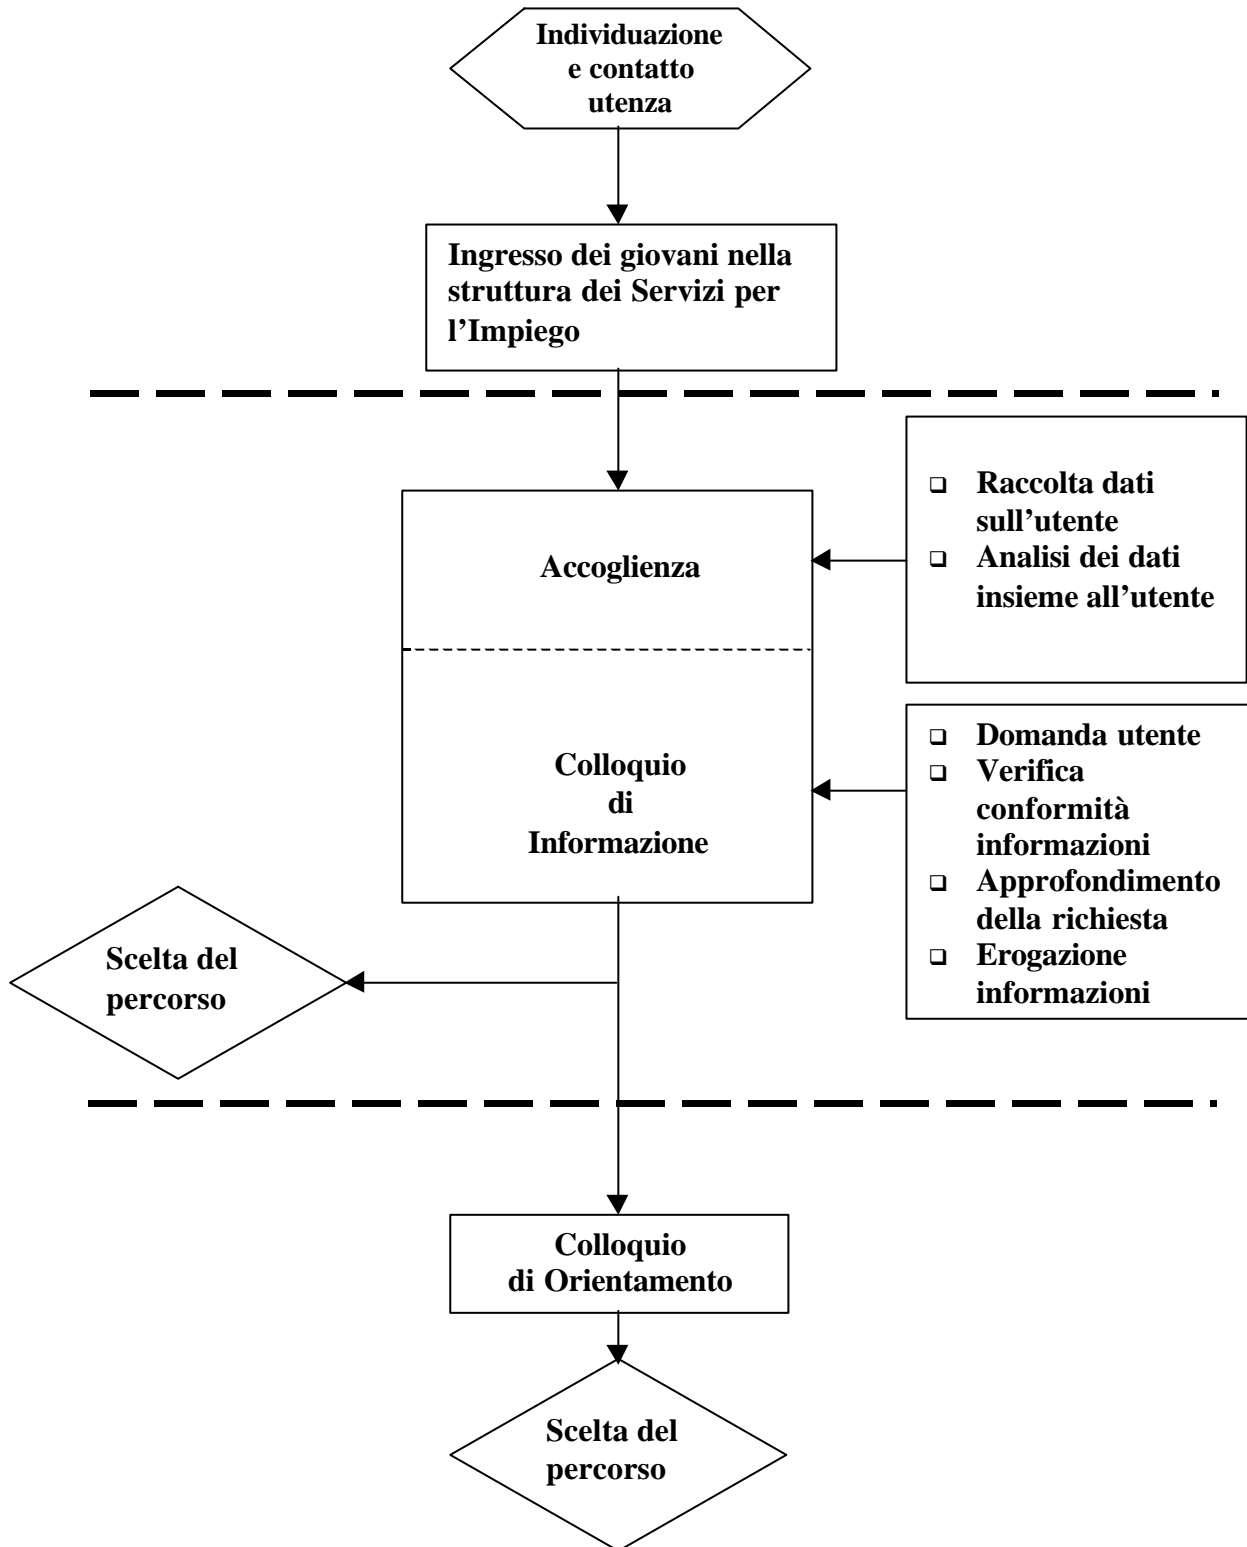 Individuazione
e contatto
utenza
Ingresso dei giovani nella
struttura dei Servizi per
l’Impiego
Accoglienza
❑ Raccolta dati
sull’utente
❑ Analisi dei dati
insieme all’utente
Colloquio
di
Informazione
❑ Domanda utente
❑ Verifica
conformità
informazioni
❑ Approfondimento
della richiesta
❑ Erogazione
informazioni
Scelta del
percorso
Colloquio
di Orientamento
Scelta del
percorso